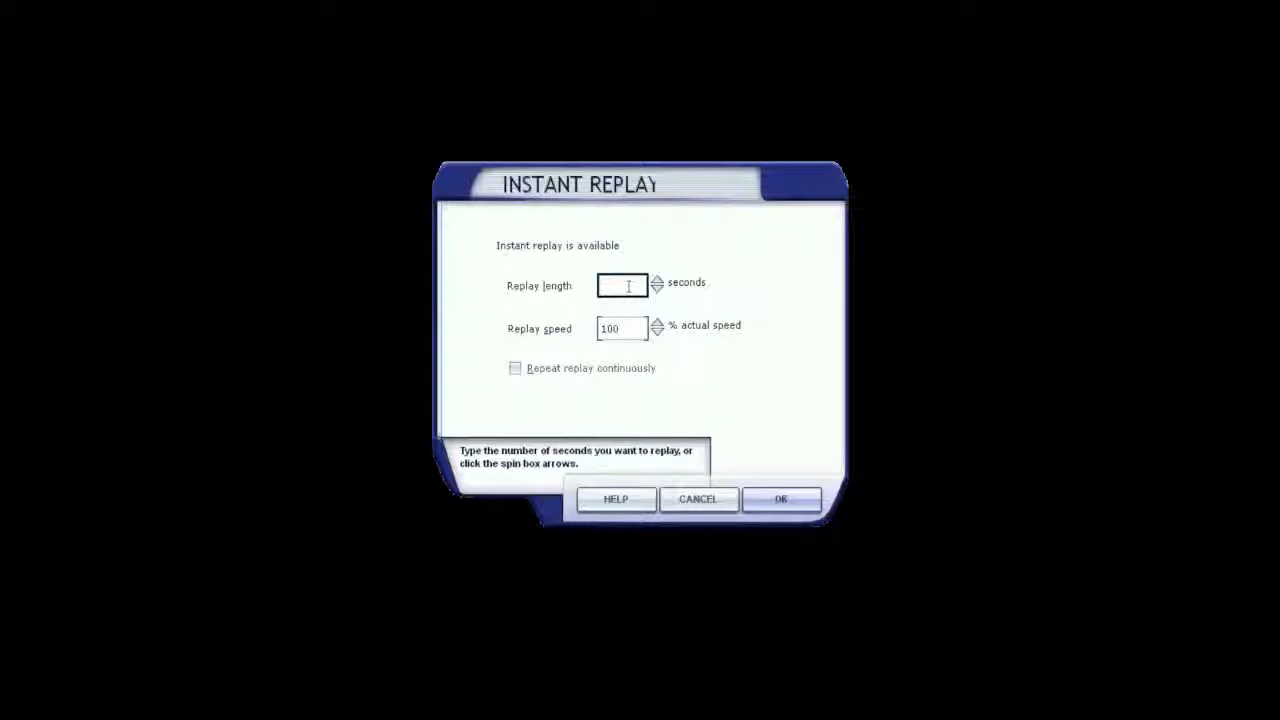 INSTANT REPLAY
Instant replay is available
Replay length seconds
Replay speed 100 % actual speed
Repeat replay continuously
Type the number of seconds you want to replay, or
click the spin box arrows.
HELP CANCEL OK